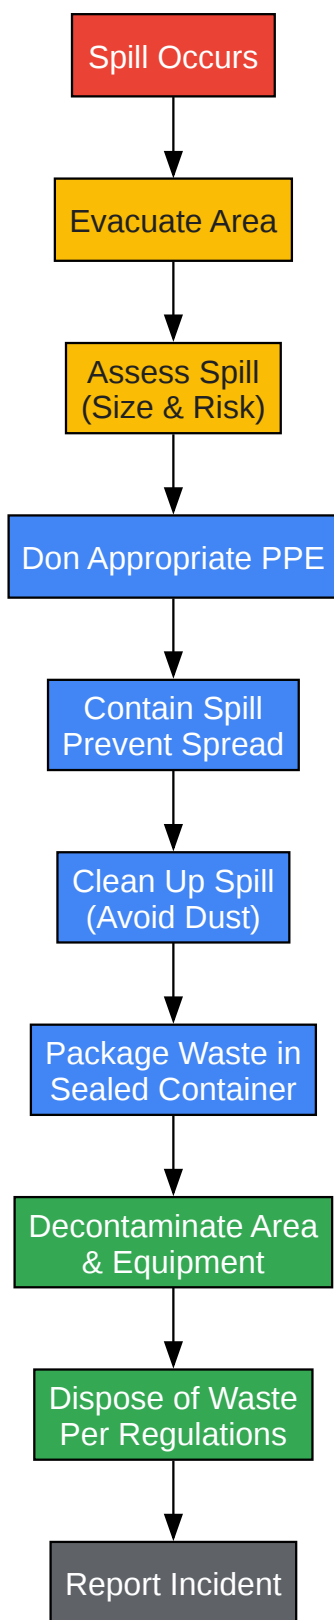 Spill Occurs
Evacuate Area
Assess Spill
(Size & Risk)
Don Appropriate PPE
Contain Spill
Prevent Spread
Clean Up Spill
(Avoid Dust)
Package Waste in
Sealed Container
Decontaminate Area
& Equipment
Dispose of Waste
Per Regulations
Report Incident